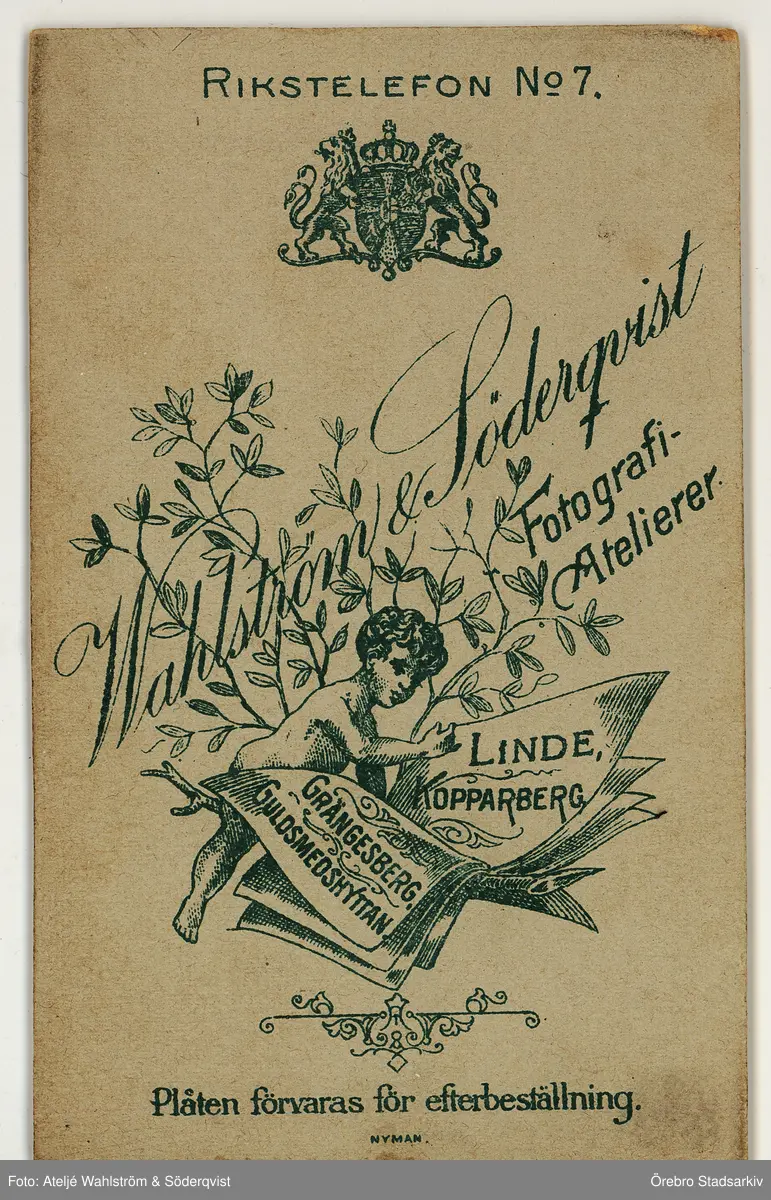 RIKSTELEFON No 7.
Wahlström & Söderqvist
Fotografi-
Atelierer.
LINDE,
KOPPARBERG,
GRÄNGESBERG,
GULDSMEDSHYTTAN.
Plåten förvaras för efterbeställning.
NYMAN.
Foto: Ateljé Wahlström & Söderqvist
Örebro Stadsarkiv